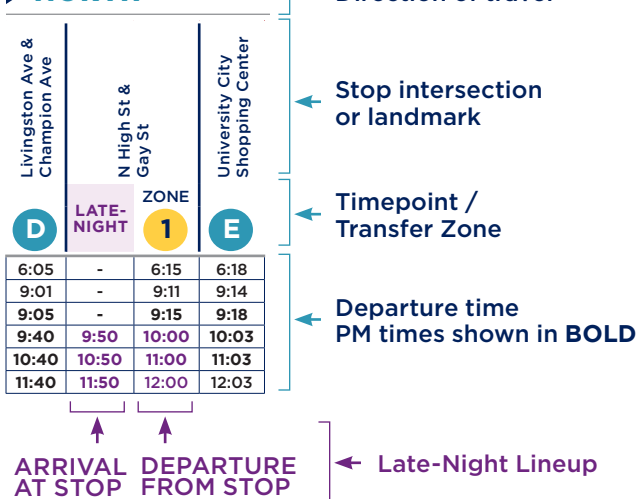 Livingston Ave &
Champion Ave
N High St &
Gay St
University City
Shopping Center
Stop intersection
or landmark
D
LATE-
NIGHT
ZONE
1
E
Timepoint /
Transfer Zone
6:05 - 6:15 6:18
9:01 - 9:11 9:14
9:05 - 9:15 9:18
9:40 9:50 10:00 10:03
10:40 10:50 11:00 11:03
11:40 11:50 12:00 12:03
Departure time
PM times shown in BOLD
ARRIVAL
AT STOP
DEPARTURE
FROM STOP
Late-Night Lineup